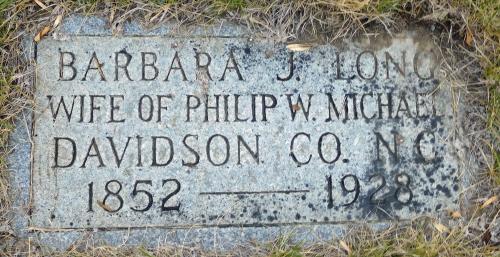 BARBARA J. LONG
WIFE OF PHILIP W. MICHAEL
DAVIDSON CO. N.C
1852 — 1928